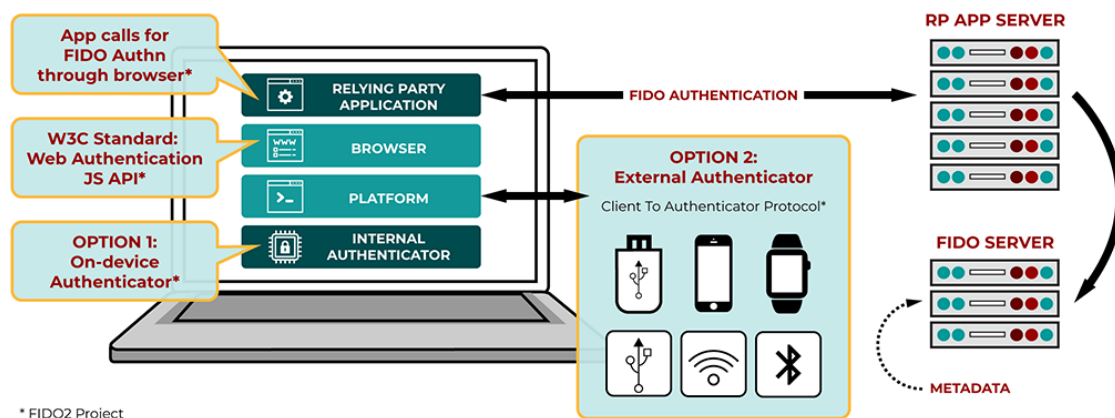 App calls for
FIDO Authn
through browser*
W3C Standard:
Web Authentication
JS API*
OPTION 1:
On-device
Authenticator*
RELYING PARTY
APPLICATION
WWW
BROWSER
PLATFORM
INTERNAL
AUTHENTICATOR
FIDO AUTHENTICATION
OPTION 2:
External Authenticator
Client To Authenticator Protocol*
RP APP SERVER
FIDO SERVER
METADATA
* FIDO2 Project